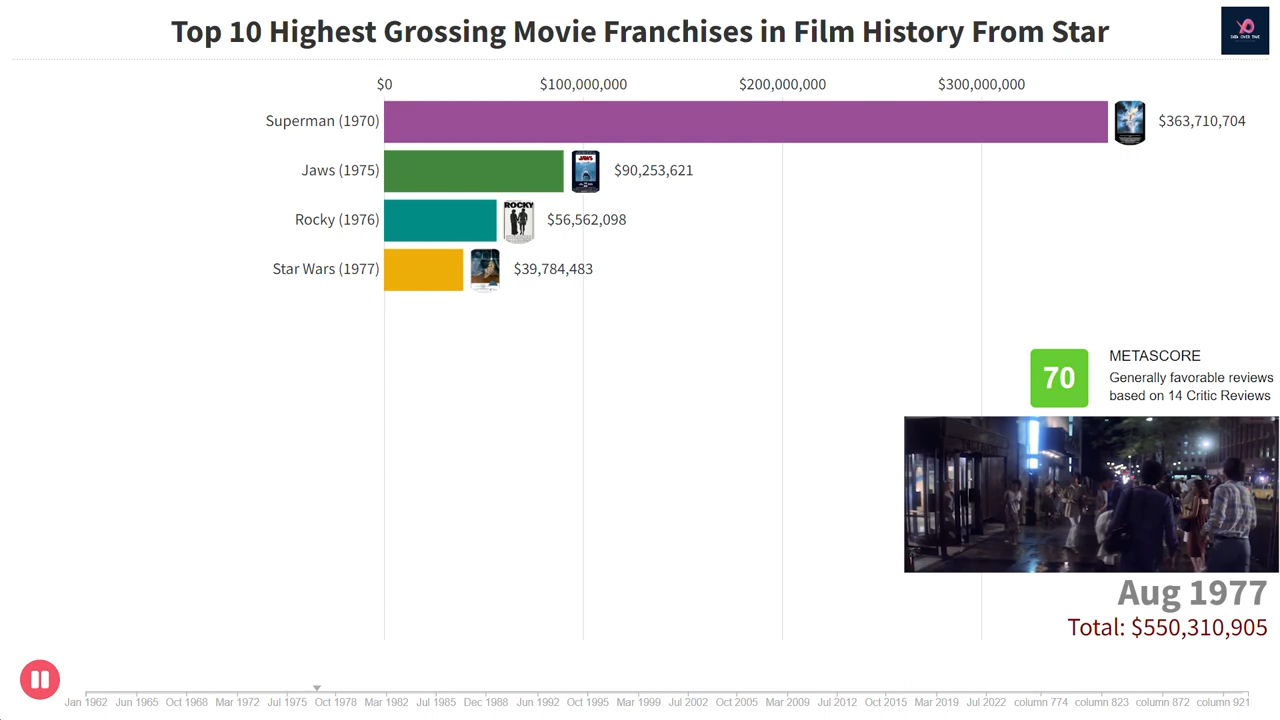 Top 10 Highest Grossing Movie Franchises in Film History From Star
DATA OVER TIME
$0 $100,000,000 $200,000,000 $300,000,000
Superman (1970) $363,710,704
Jaws (1975) JAWS $90,253,621
Rocky (1976) ROCKY $56,562,098
Star Wars (1977) $39,784,483
70
METASCORE
Generally favorable reviews
based on 14 Critic Reviews
Aug 1977
Total: $550,310,905
Jan 1962 Jun 1965 Oct 1968 Mar 1972 Jul 1975 Oct 1978 Mar 1982 Jul 1985 Dec 1988 Jun 1992 Oct 1995 Mar 1999 Jul 2002 Oct 2005 Mar 2009 Jul 2012 Oct 2015 Mar 2019 Jul 2022 column 774 column 823 column 872 column 921